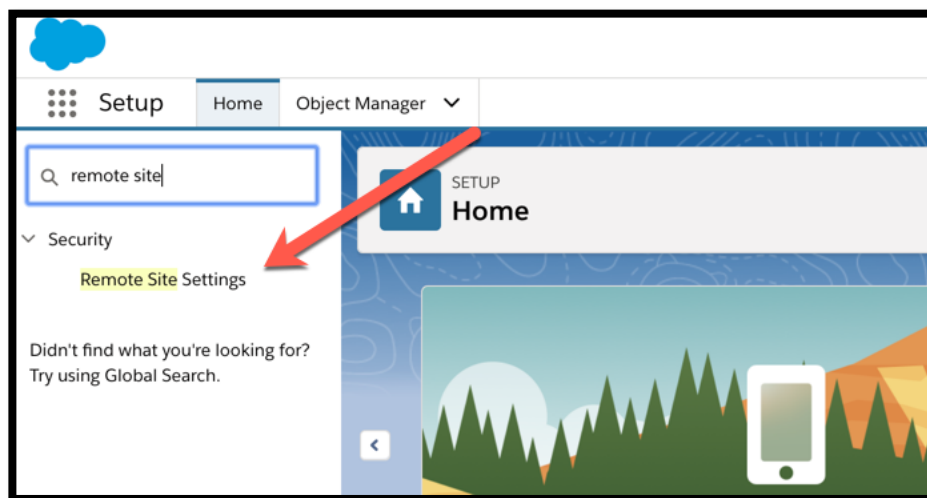 Setup
Home
Object Manager
remote site
SETUP
Home
Security
Remote Site Settings
Didn't find what you're looking for?
Try using Global Search.